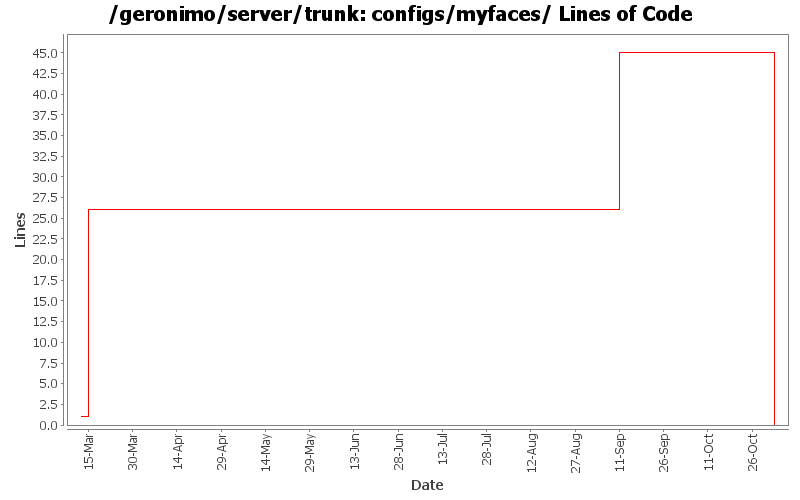 /geronimo/server/trunk: configs/myfaces/ Lines of Code
45.0
42.5
40.0
37.5
35.0
32.5
30.0
27.5
25.0
22.5
20.0
17.5
15.0
12.5
10.0
7.5
5.0
2.5
0.0
Lines
15-Mar
30-Mar
14-Apr
29-Apr
14-May
29-May
13-Jun
28-Jun
13-Jul
28-Jul
12-Aug
27-Aug
11-Sep
26-Sep
11-Oct
26-Oct
Date